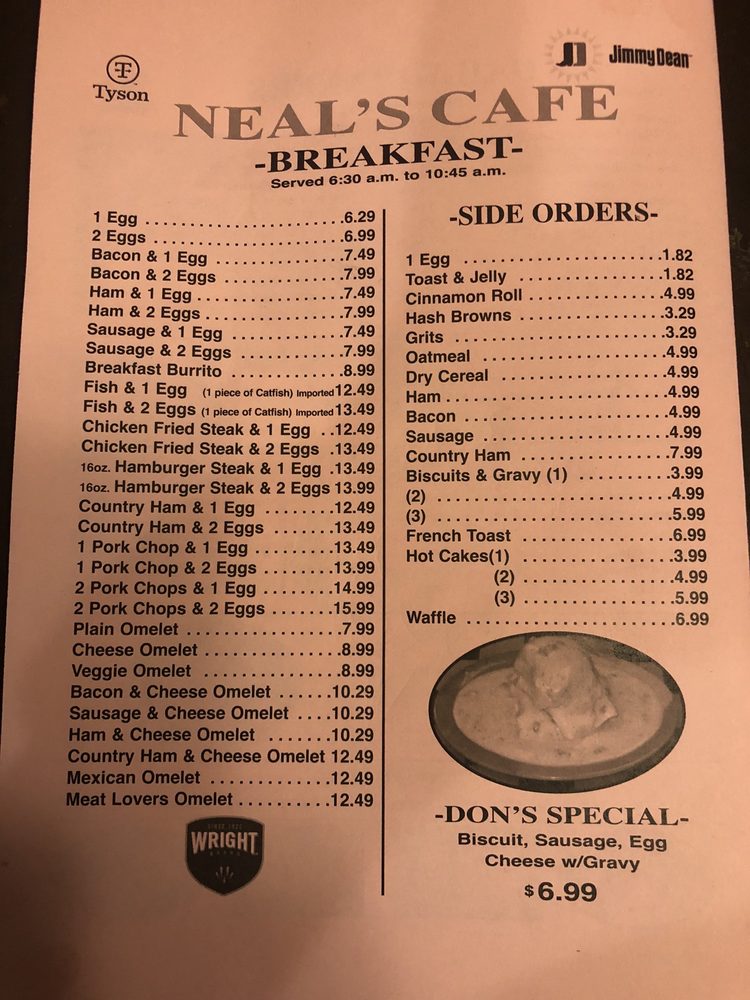 Tyson
JD Jimmy Dean
NEAL'S CAFE
-BREAKFAST-
Served 6:30 a.m. to 10:45 a.m.
1 Egg ......................6.29
2 Eggs .....................6.99
Bacon & 1 Egg ..............7.49
Bacon & 2 Eggs .............7.99
Ham & 1 Egg ................7.49
Ham & 2 Eggs ...............7.99
Sausage & 1 Egg ............7.49
Sausage & 2 Eggs ...........7.99
Breakfast Burrito ............8.99
Fish & 1 Egg (1 piece of Catfish) Imported 12.49
Fish & 2 Eggs (1 piece of Catfish) Imported 13.49
Chicken Fried Steak & 1 Egg ..12.49
Chicken Fried Steak & 2 Eggs .13.49
16oz. Hamburger Steak & 1 Egg .13.49
16oz. Hamburger Steak & 2 Eggs 13.99
Country Ham & 1 Egg ........12.49
Country Ham & 2 Eggs .......13.49
1 Pork Chop & 1 Egg .........13.49
1 Pork Chop & 2 Eggs ........13.99
2 Pork Chops & 1 Egg ........14.99
2 Pork Chops & 2 Eggs .......15.99
Plain Omelet .................7.99
Cheese Omelet ...............8.99
Veggie Omelet ...............8.99
Bacon & Cheese Omelet ......10.29
Sausage & Cheese Omelet ....10.29
Ham & Cheese Omelet .......10.29
Country Ham & Cheese Omelet 12.49
Mexican Omelet .............12.49
Meat Lovers Omelet ..........12.49
SINCE 1922
WRIGHT
BRAND
-SIDE ORDERS-
1 Egg ......................1.82
Toast & Jelly ................1.82
Cinnamon Roll ...............4.99
Hash Browns ................3.29
Grits .......................3.29
Oatmeal ....................4.99
Dry Cereal ..................4.99
Ham ........................4.99
Bacon ......................4.99
Sausage ....................4.99
Country Ham ................7.99
Biscuits & Gravy (1) ..........3.99
(2) .........................4.99
(3) .........................5.99
French Toast ................6.99
Hot Cakes(1) ................3.99
(2) ................4.99
(3) ................5.99
Waffle ......................6.99
-DON'S SPECIAL-
Biscuit, Sausage, Egg
Cheese w/Gravy
$6.99